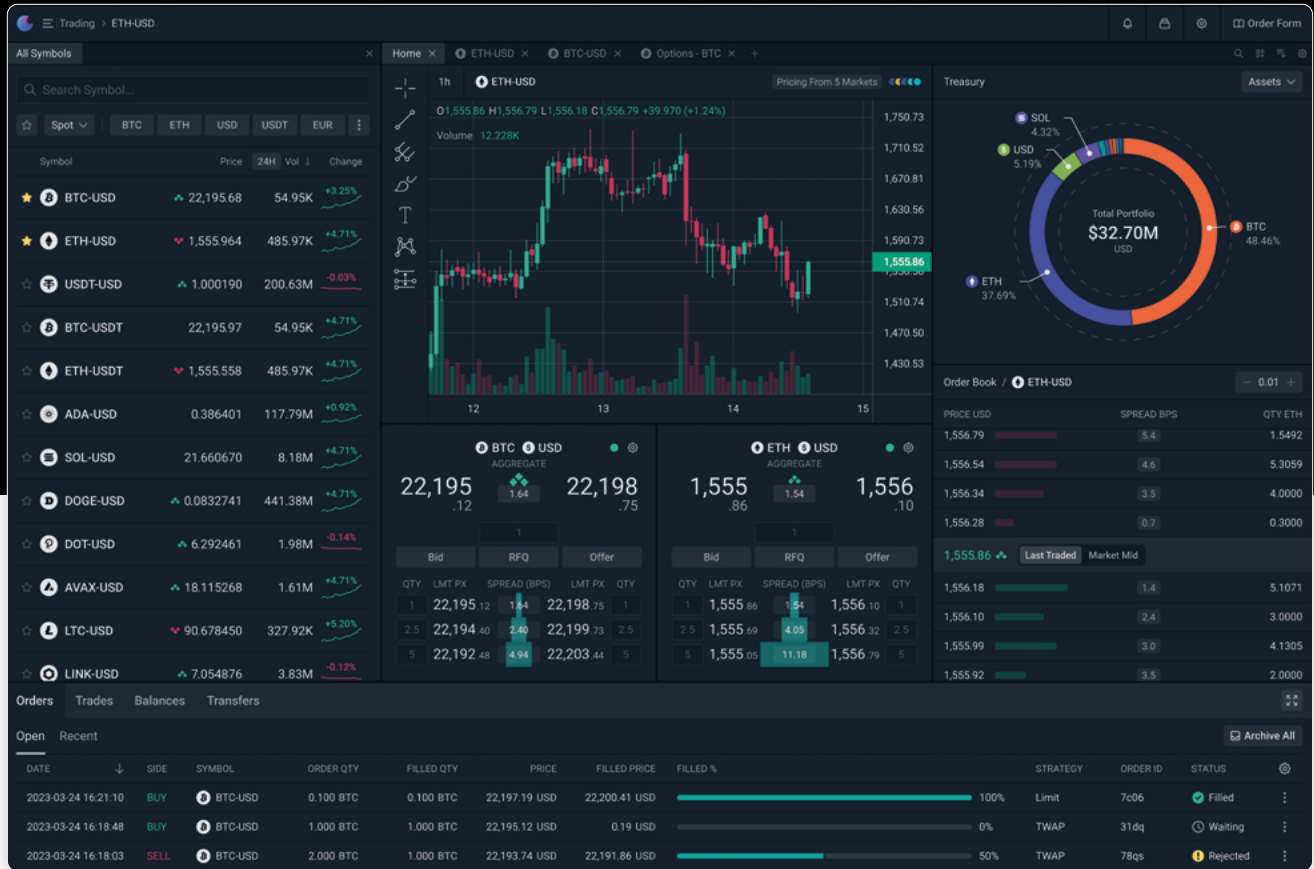 Trading > ETH-USD
Order Form
All Symbols
Search Symbol...
Spot BTC ETH USD USDT EUR
Symbol Price 24H Vol ↓ Change
BTC-USD 22,195.68 54.95K +3.25%
ETH-USD 1,555.964 485.97K +4.71%
USDT-USD 1.000190 200.63M -0.03%
BTC-USDT 22,195.97 54.95K +4.71%
ETH-USDT 1,555.558 485.97K +4.71%
ADA-USD 0.386401 117.79M +0.92%
SOL-USD 21.660670 8.18M +4.71%
DOGE-USD 0.0832741 441.38M +4.71%
DOT-USD 6.292461 1.98M -0.14%
AVAX-USD 18.115268 1.61M +4.71%
LTC-USD 90.678450 327.92K +5.20%
LINK-USD 7.054876 3.83M -0.12%
Home ETH-USD BTC-USD Options - BTC
1h ETH-USD Pricing From 5 Markets
O1,555.86 H1,556.79 L1,556.18 C1,556.79 +39.970 (+1.24%)
Volume 12.228K
1,750.73
1,710.52
1,670.81
1,630.56
1,590.73
1,555.86
1,510.74
1,470.50
1,430.53
12 13 14 15
BTC USD
AGGREGATE
22,195.12 1.64 22,198.75
1
Bid RFQ Offer
QTY LMT PX SPREAD (BPS) LMT PX QTY
1 22,195.12 1.64 22,198.75 1
2.5 22,194.40 2.40 22,199.73 2.5
5 22,192.48 4.94 22,203.44 5
ETH USD
AGGREGATE
1,555.86 1.54 1,556.10
1
Bid RFQ Offer
QTY LMT PX SPREAD (BPS) LMT PX QTY
1 1,555.86 1.54 1,556.10 1
2.5 1,555.69 4.05 1,556.32 2.5
5 1,555.05 11.18 1,556.79 5
Treasury Assets
SOL
4.32%
USD
5.19%
Total Portfolio
$32.70M
USD
BTC
48.46%
ETH
37.69%
Order Book / ETH-USD − 0.01 +
PRICE USD SPREAD BPS QTY ETH
1,556.79 5.4 1.5492
1,556.54 4.6 5.3059
1,556.34 3.5 4.0000
1,556.28 0.7 0.3000
1,555.86 Last Traded Market Mid
1,556.18 1.4 5.1071
1,556.10 2.4 3.0000
1,555.99 3.0 4.1305
1,555.92 3.5 2.0000
Orders Trades Balances Transfers
Open Recent Archive All
DATE ↓ SIDE SYMBOL ORDER QTY FILLED QTY PRICE FILLED PRICE FILLED % STRATEGY ORDER ID STATUS
2023-03-24 16:21:10 BUY BTC-USD 0.100 BTC 0.100 BTC 22,197.19 USD 22,200.41 USD 100% Limit 7c06 Filled
2023-03-24 16:18:48 BUY BTC-USD 1.000 BTC 1.000 BTC 22,195.12 USD 0.19 USD 0% TWAP 31dq Waiting
2023-03-24 16:18:03 SELL BTC-USD 2.000 BTC 1.000 BTC 22,193.74 USD 22,191.86 USD 50% TWAP 78qs Rejected